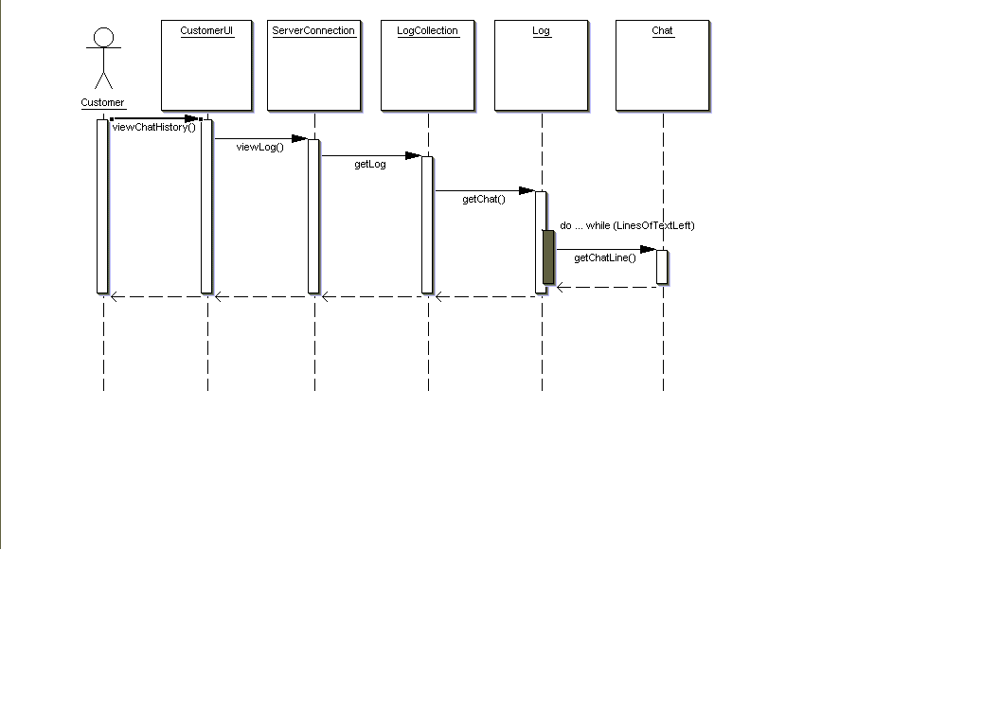 CustomerUI
ServerConnection
LogCollection
Log
Chat
Customer
viewChatHistory()
viewLog()
getLog
getChat()
do ... while (LinesOfTextLeft)
getChatLine()